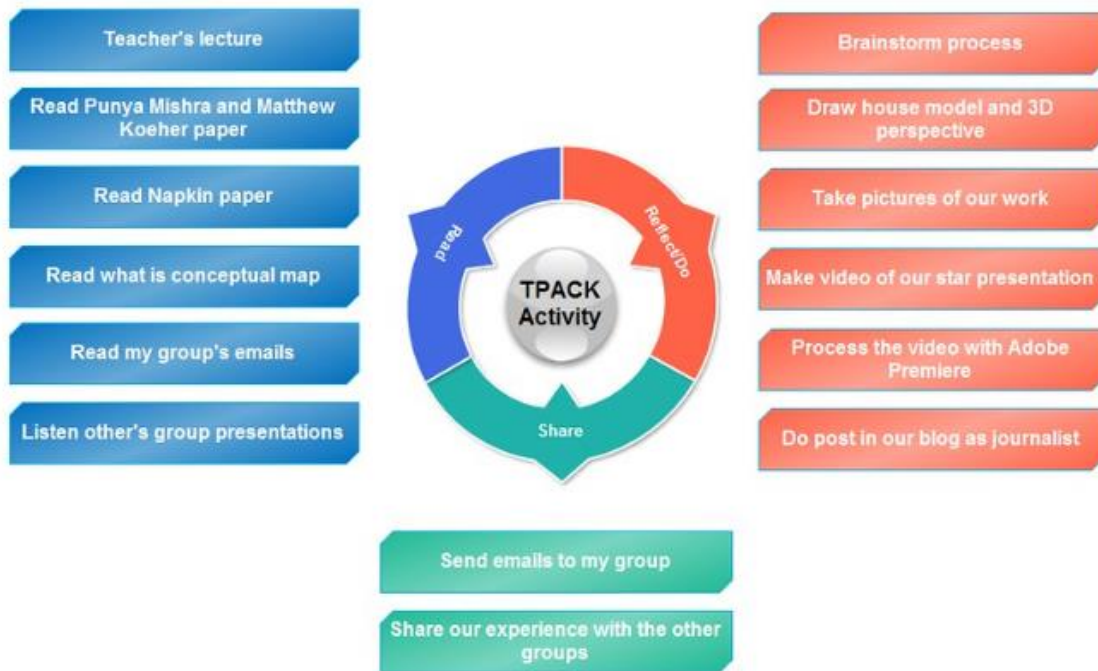 Teacher's lecture
Read Punya Mishra and Matthew
Koeher paper
Read Napkin paper
Read what is conceptual map
Read my group's emails
Listen other's group presentations
Read
Reflect/Do
TPACK
Activity
Share
Brainstorm process
Draw house model and 3D
perspective
Take pictures of our work
Make video of our star presentation
Process the video with Adobe
Premiere
Do post in our blog as journalist
Send emails to my group
Share our experience with the other
groups